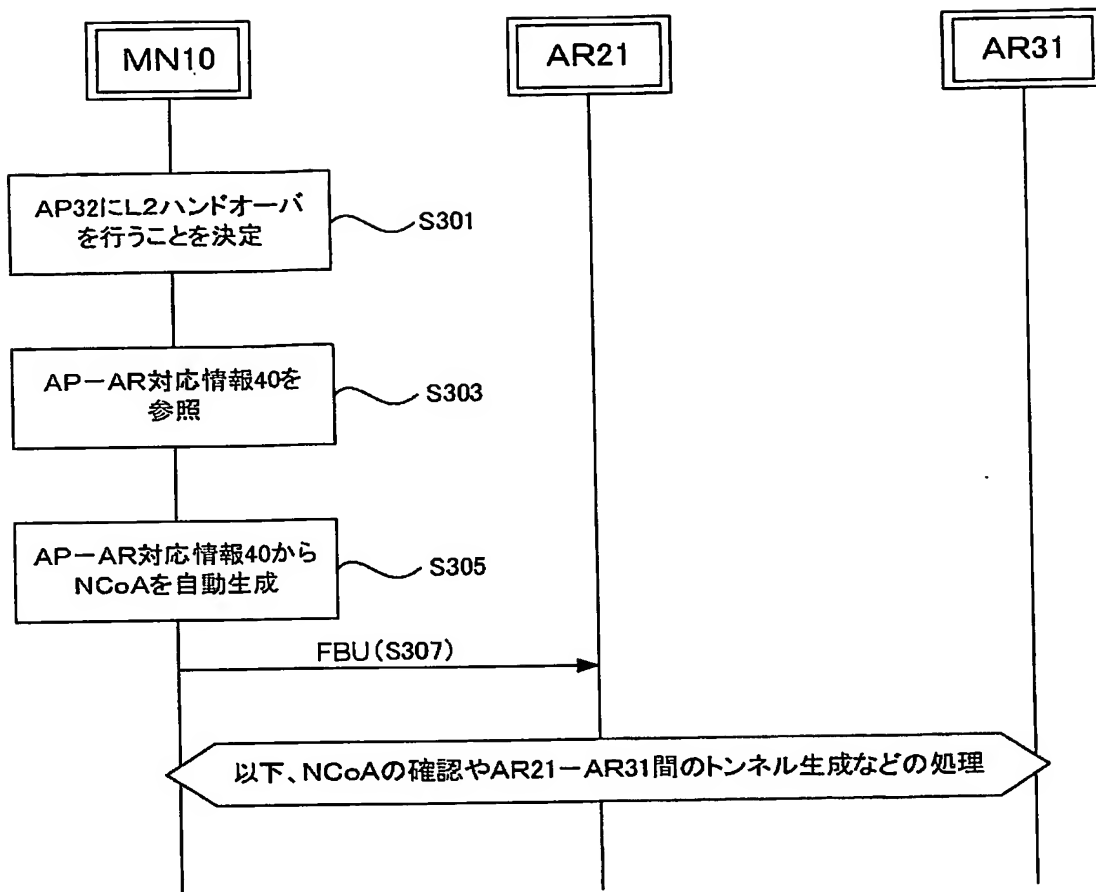 MN10
AR21
AR31
AP32にL2ハンドオーバ
を行うことを決定
S301
AP－AR対応情報40を
参照
S303
AP－AR対応情報40から
NCoAを自動生成
S305
FBU(S307)
以下、NCoAの確認やAR21－AR31間のトンネル生成などの処理